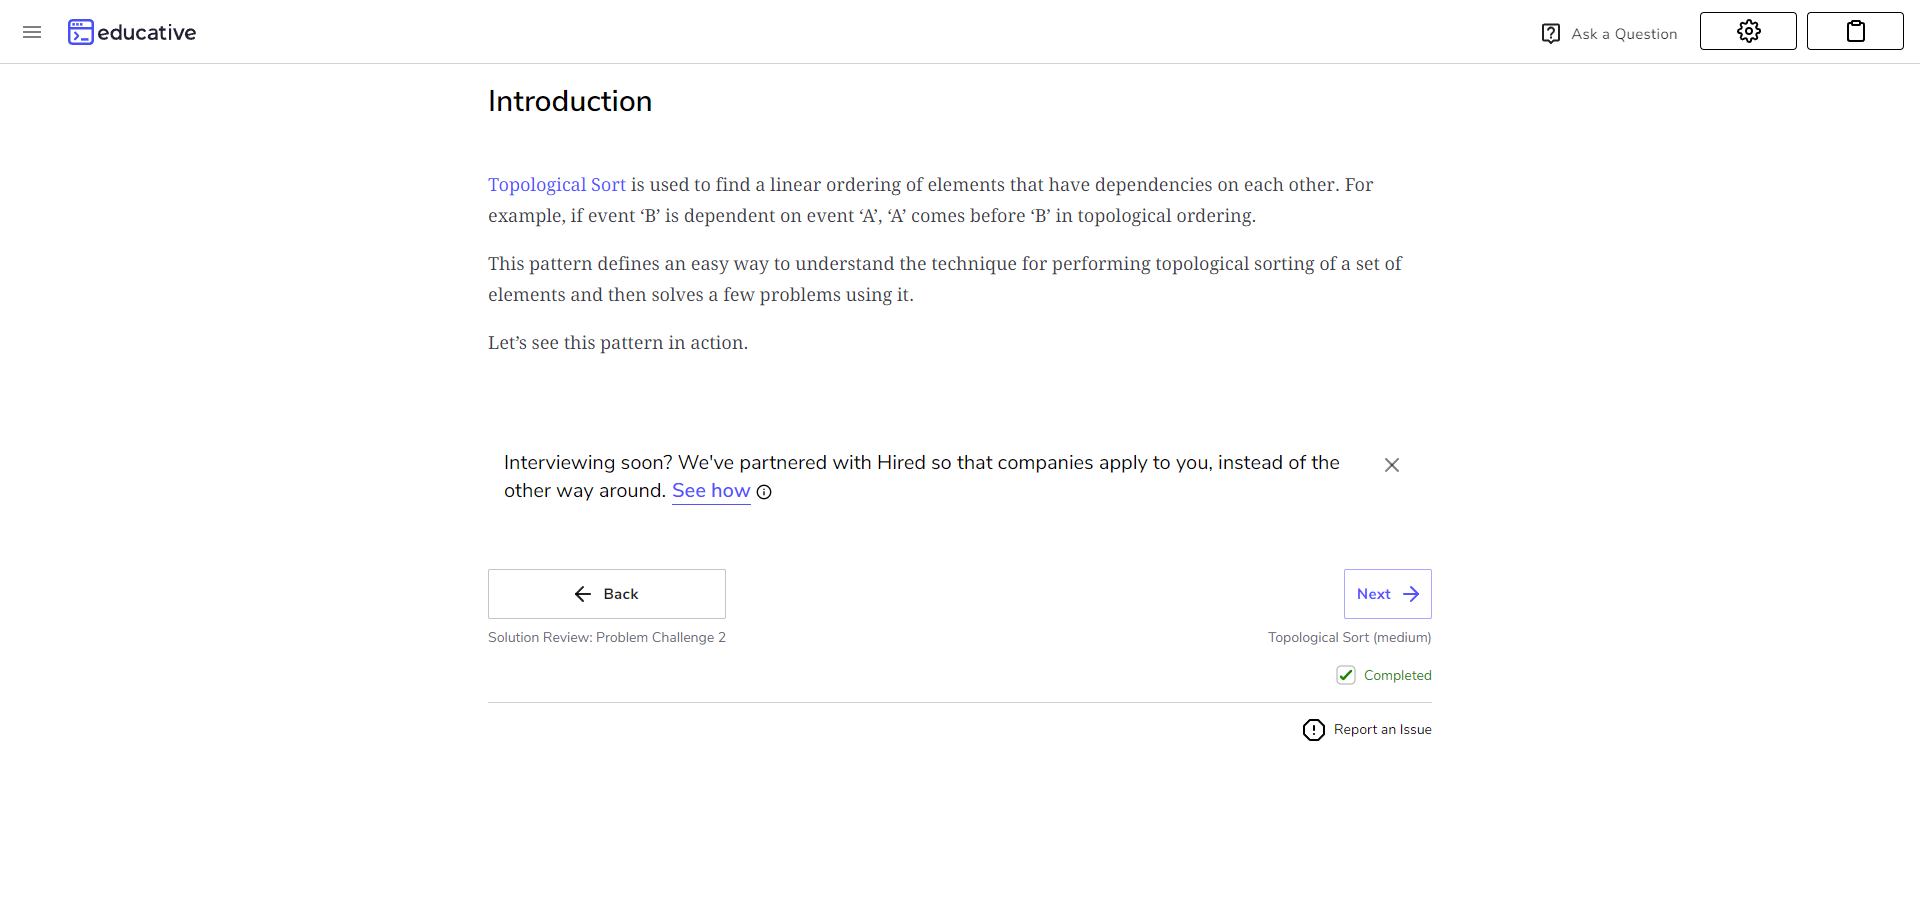 educative
Ask a Question
Introduction
Topological Sort is used to find a linear ordering of elements that have dependencies on each other. For
example, if event ‘B’ is dependent on event ‘A’, ‘A’ comes before ‘B’ in topological ordering.
This pattern defines an easy way to understand the technique for performing topological sorting of a set of
elements and then solves a few problems using it.
Let’s see this pattern in action.
Interviewing soon? We've partnered with Hired so that companies apply to you, instead of the
other way around. See how
Back
Next
Solution Review: Problem Challenge 2
Topological Sort (medium)
Completed
Report an Issue